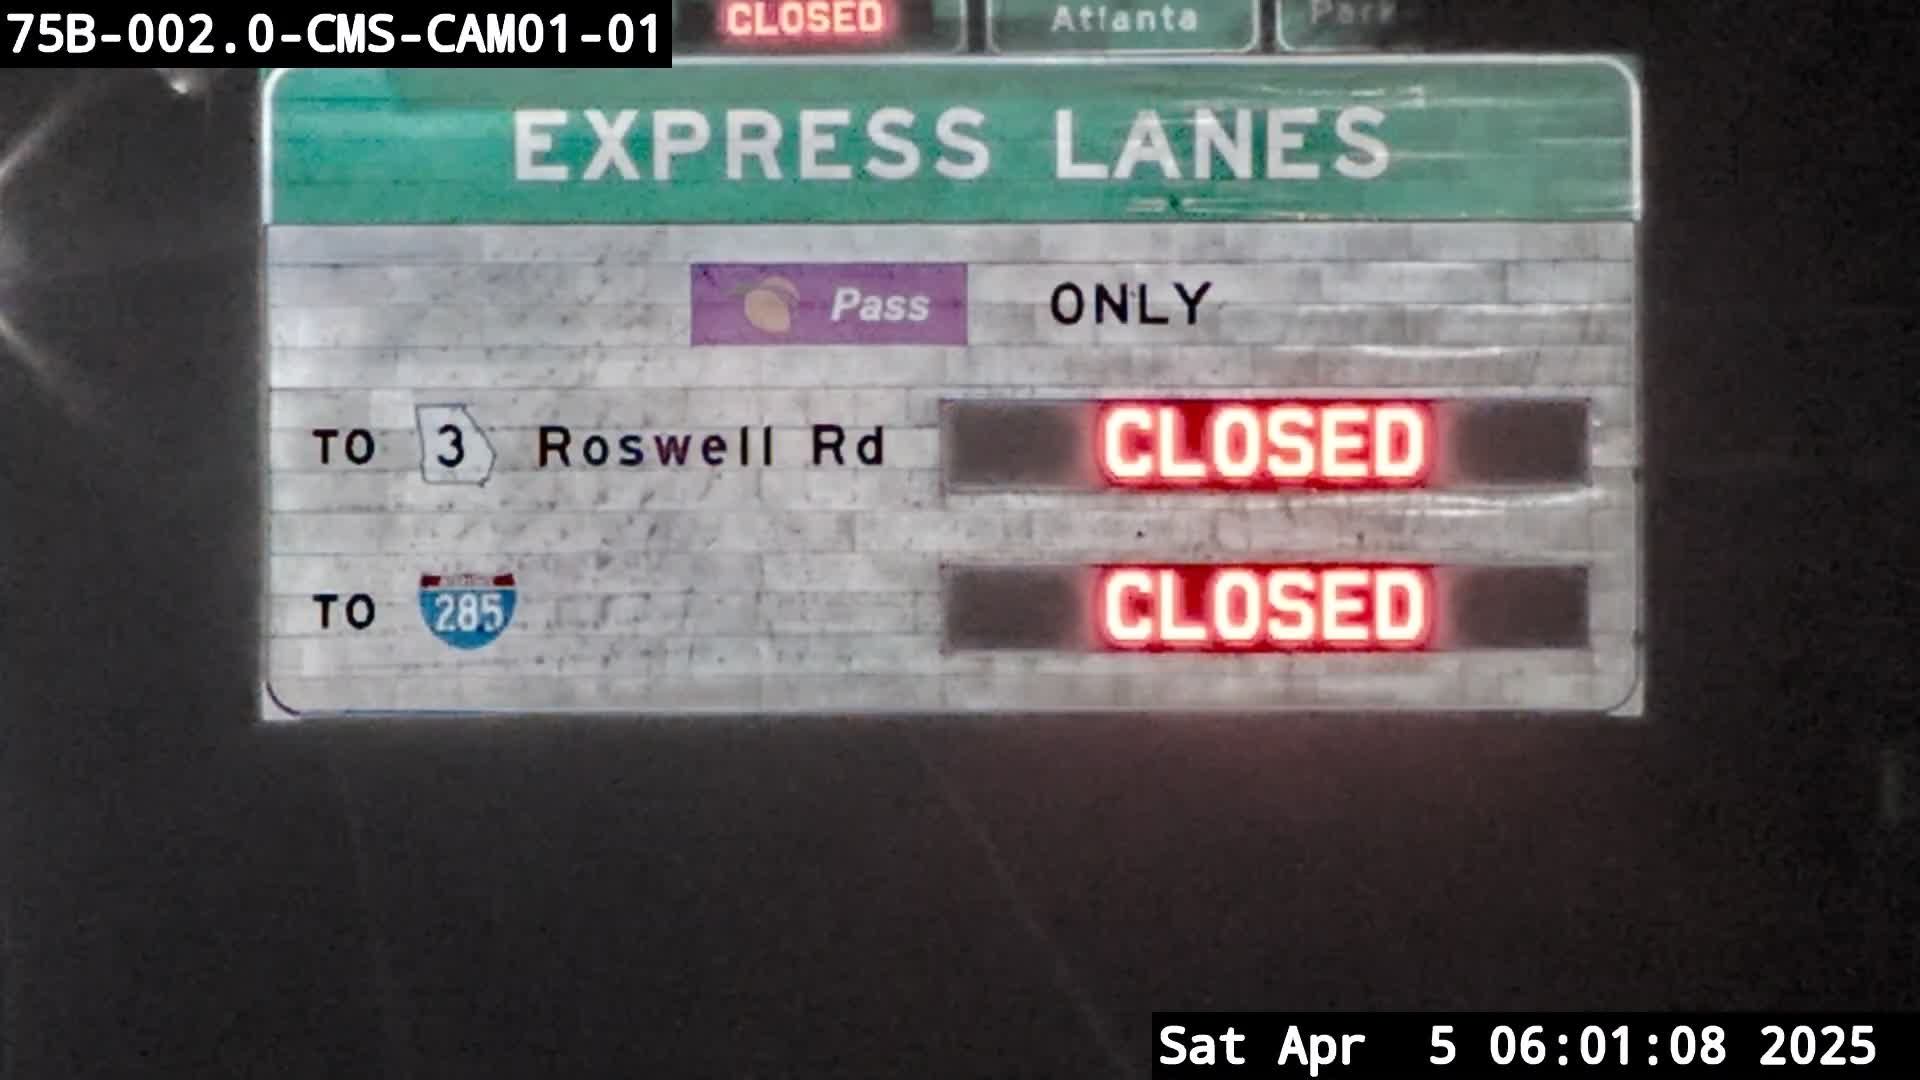 75B-002.0-CMS-CAM01-01
CLOSED
Atlanta
Park
EXPRESS LANES
Pass ONLY
TO 3 Roswell Rd CLOSED
TO 285 CLOSED
Sat Apr 5 06:01:08 2025